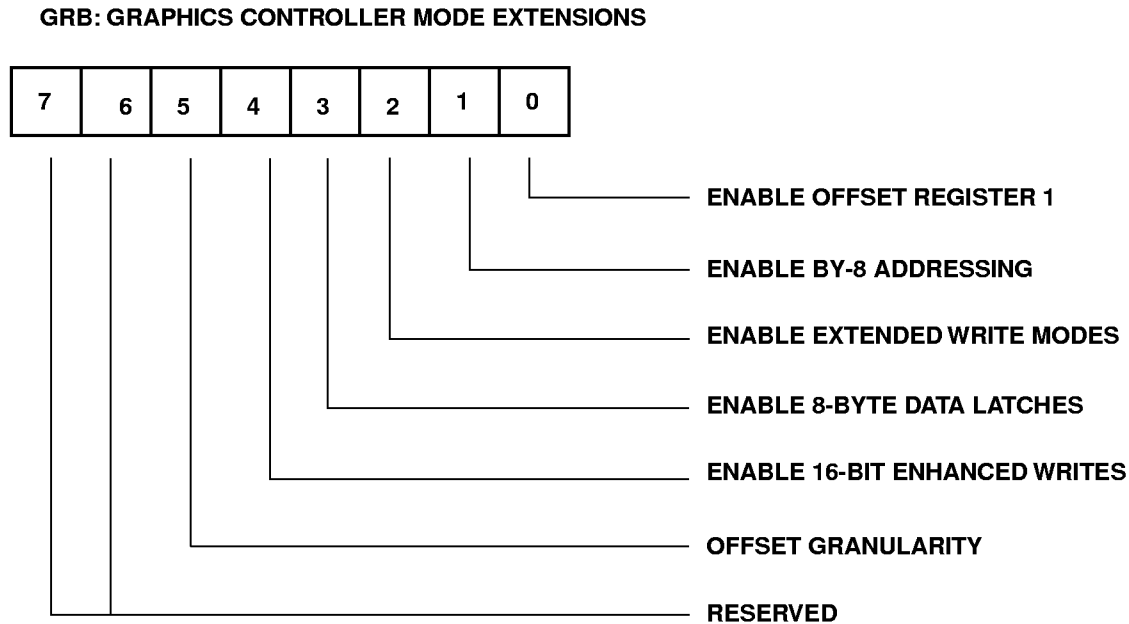 GRB: GRAPHICS CONTROLLER MODE EXTENSIONS
7 6 5 4 3 2 1 0
ENABLE OFFSET REGISTER 1
ENABLE BY-8 ADDRESSING
ENABLE EXTENDED WRITE MODES
ENABLE 8-BYTE DATA LATCHES
ENABLE 16-BIT ENHANCED WRITES
OFFSET GRANULARITY
RESERVED